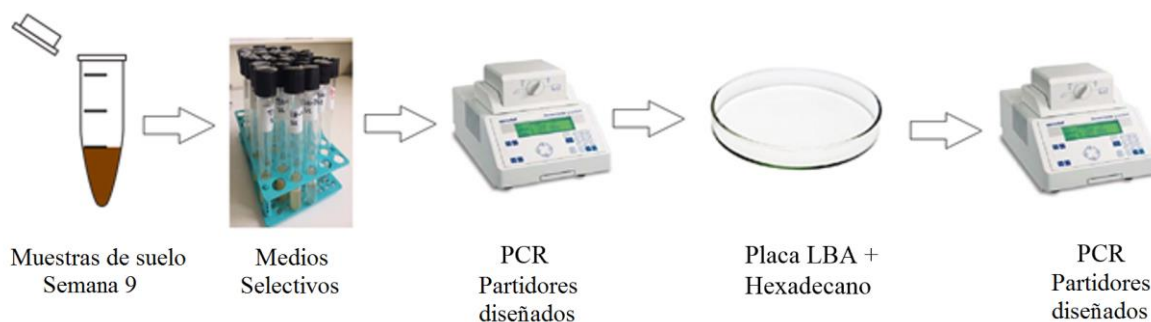 Muestras de suelo
Semana 9
Medios
Selectivos
PCR
Partidores
diseñados
Placa LBA +
Hexadecano
PCR
Partidores
diseñados